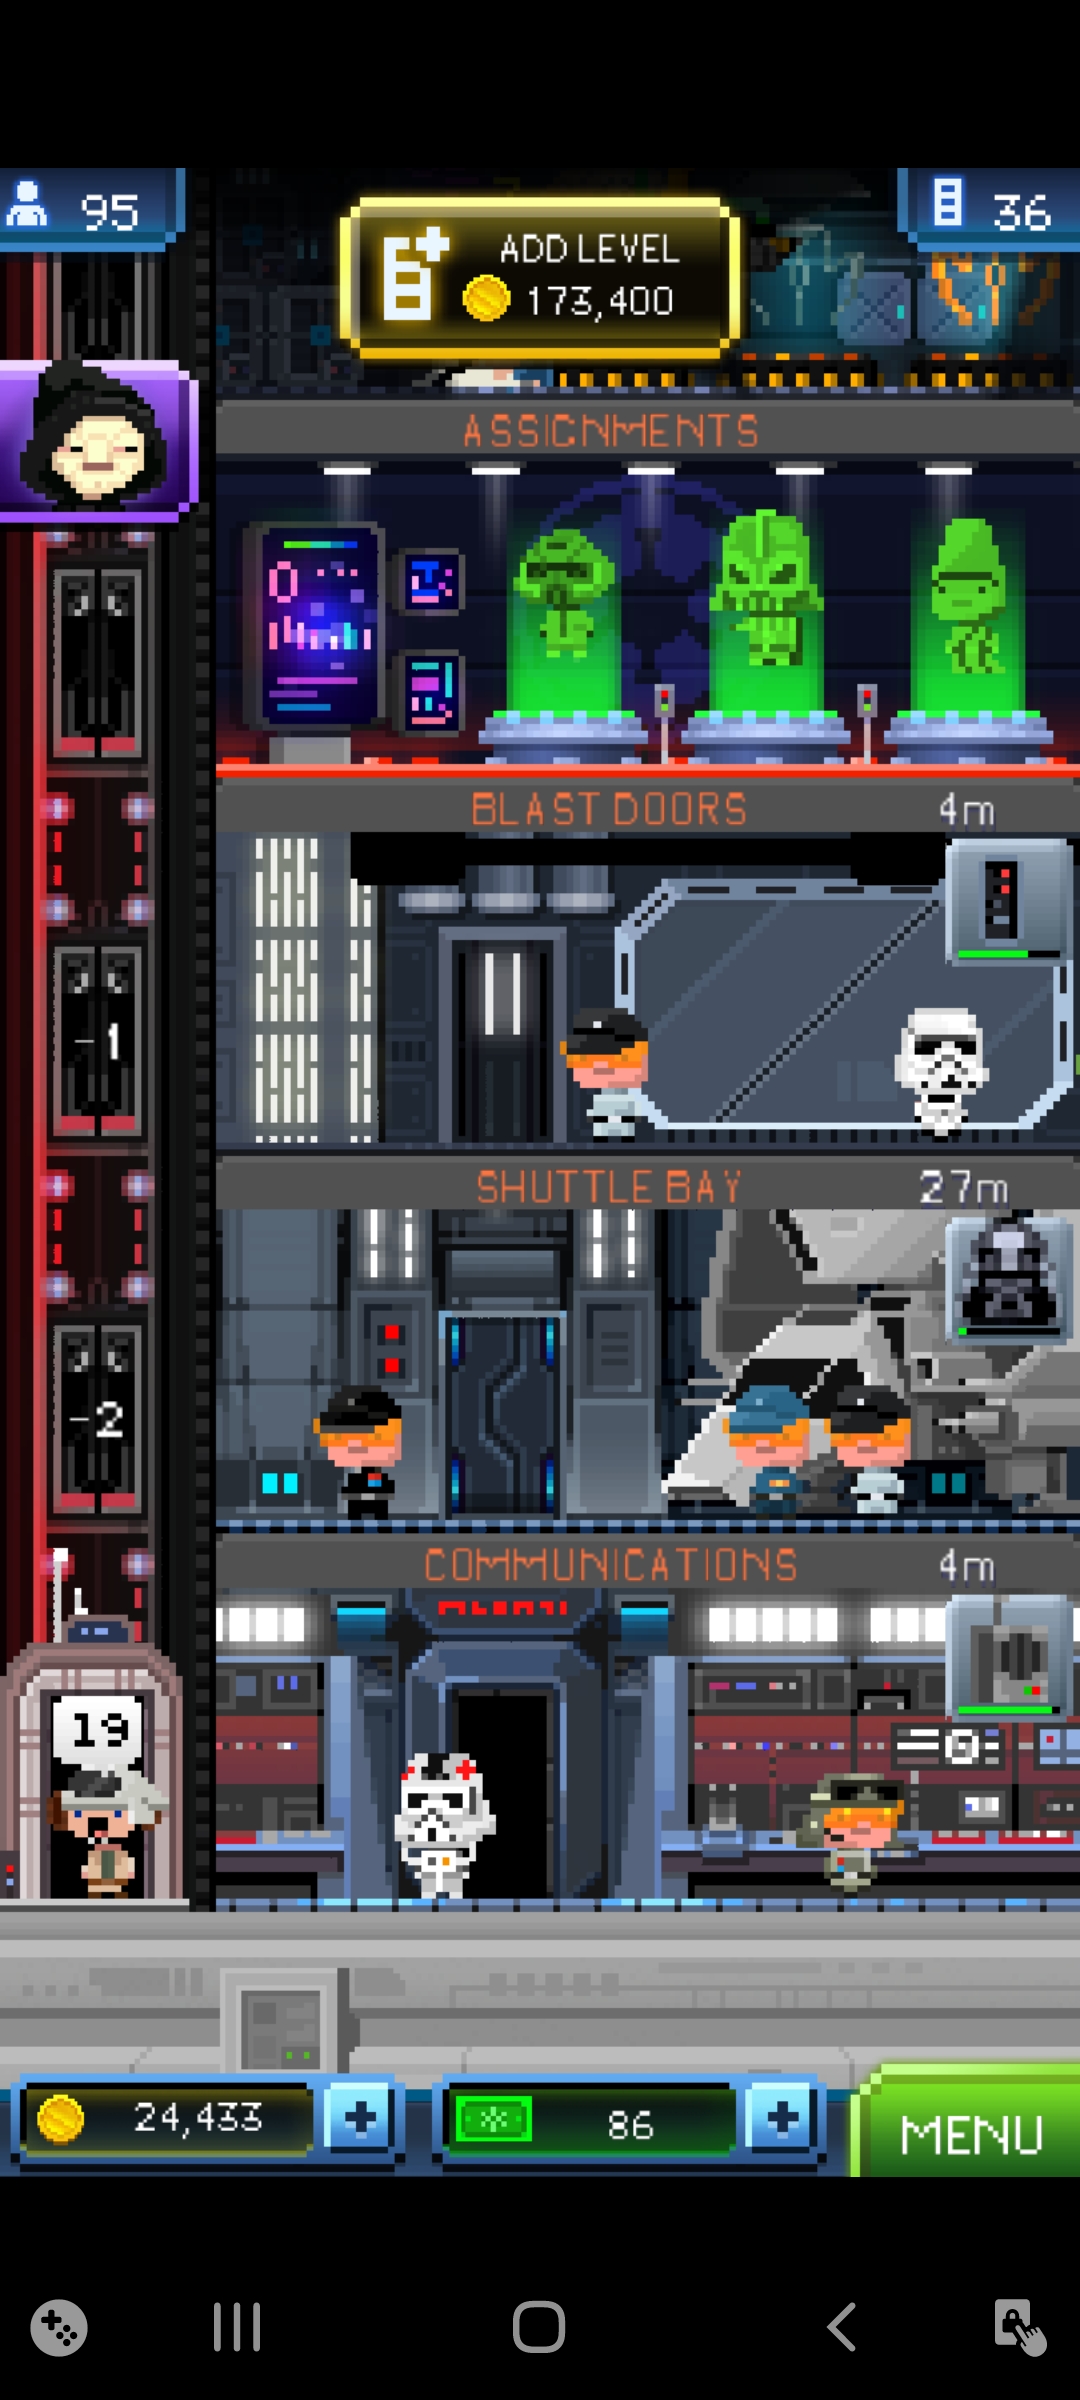 95
ADD LEVEL
173,400
36
ASSIGNMENTS
BLAST DOORS 4m
-1
SHUTTLE BAY 27m
-2
COMMUNICATIONS 4m
19
24,433
86
MENU